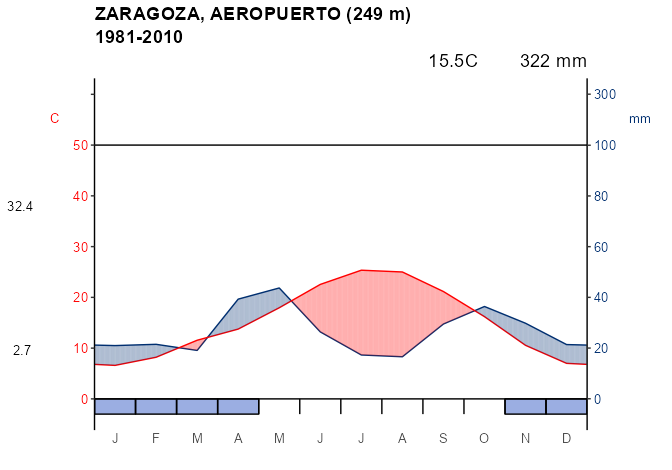 ZARAGOZA, AEROPUERTO (249 m)
1981-2010
15.5C 322 mm
300
C mm
50 100
40 80
32.4
30 60
20 40
2.7
10 20
0 0
J F M A M J J A S O N D